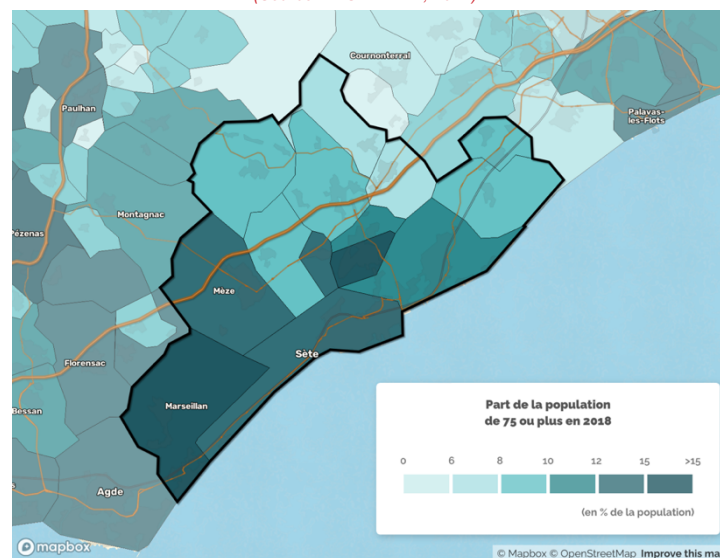 Cournonterral
Paulhan
Palavas-
les-Flots
Montagnac
Pézenas
Mèze
Florensac
Sète
Bessan
Marseillan
Agde
Part de la population
de 75 ou plus en 2018
0 6 8 10 12 15 >15
(en % de la population)
mapbox
© Mapbox © OpenStreetMap Improve this ma